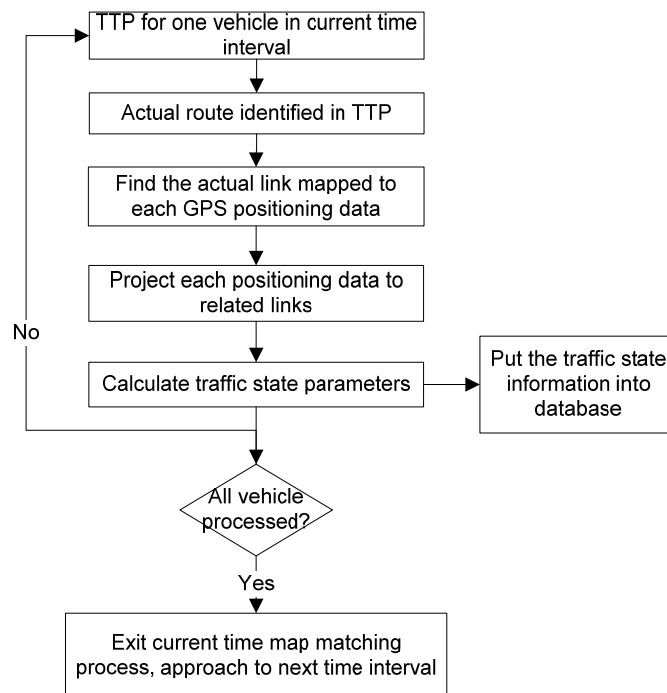 TTP for one vehicle in current time
interval
Actual route identified in TTP
Find the actual link mapped to
each GPS positioning data
Project each positioning data to
related links
No
Calculate traffic state parameters
Put the traffic state
information into
database
All vehicle
processed?
Yes
Exit current time map matching
process, approach to next time interval